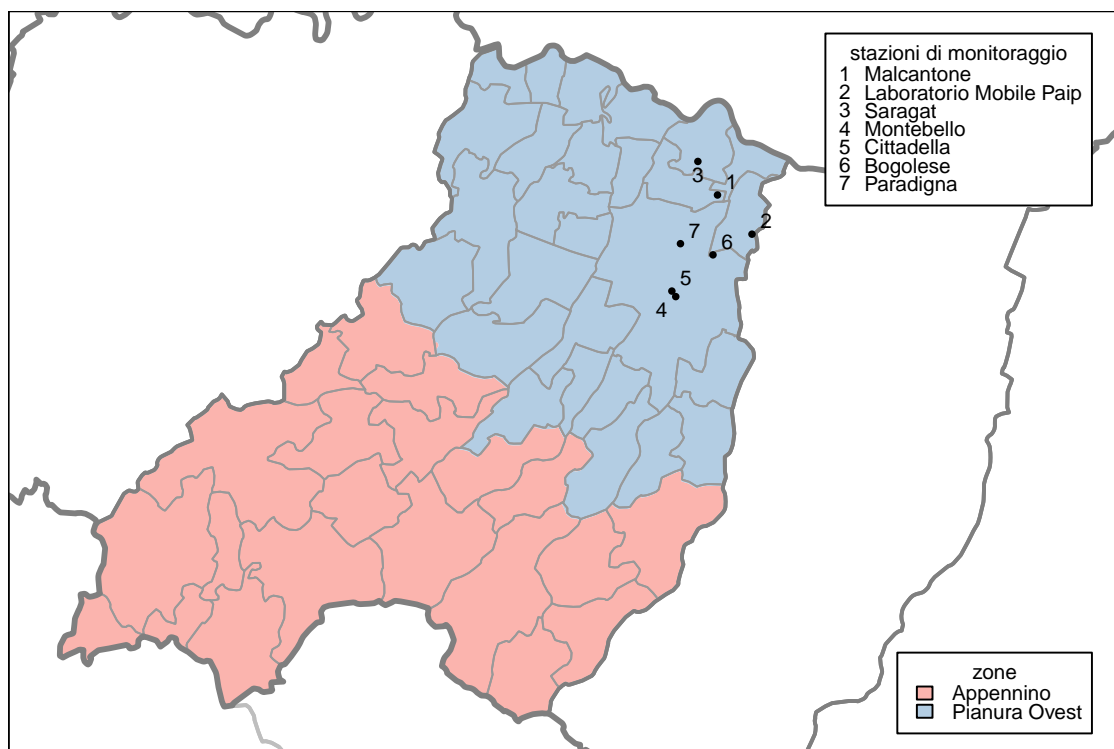 stazioni di monitoraggio
1 Malcantone
2 Laboratorio Mobile Paip
3 Saragat
4 Montebello
5 Cittadella
6 Bogolese
7 Paradigna
3
1
2
7
6
5
4
zone
Appennino
Pianura Ovest